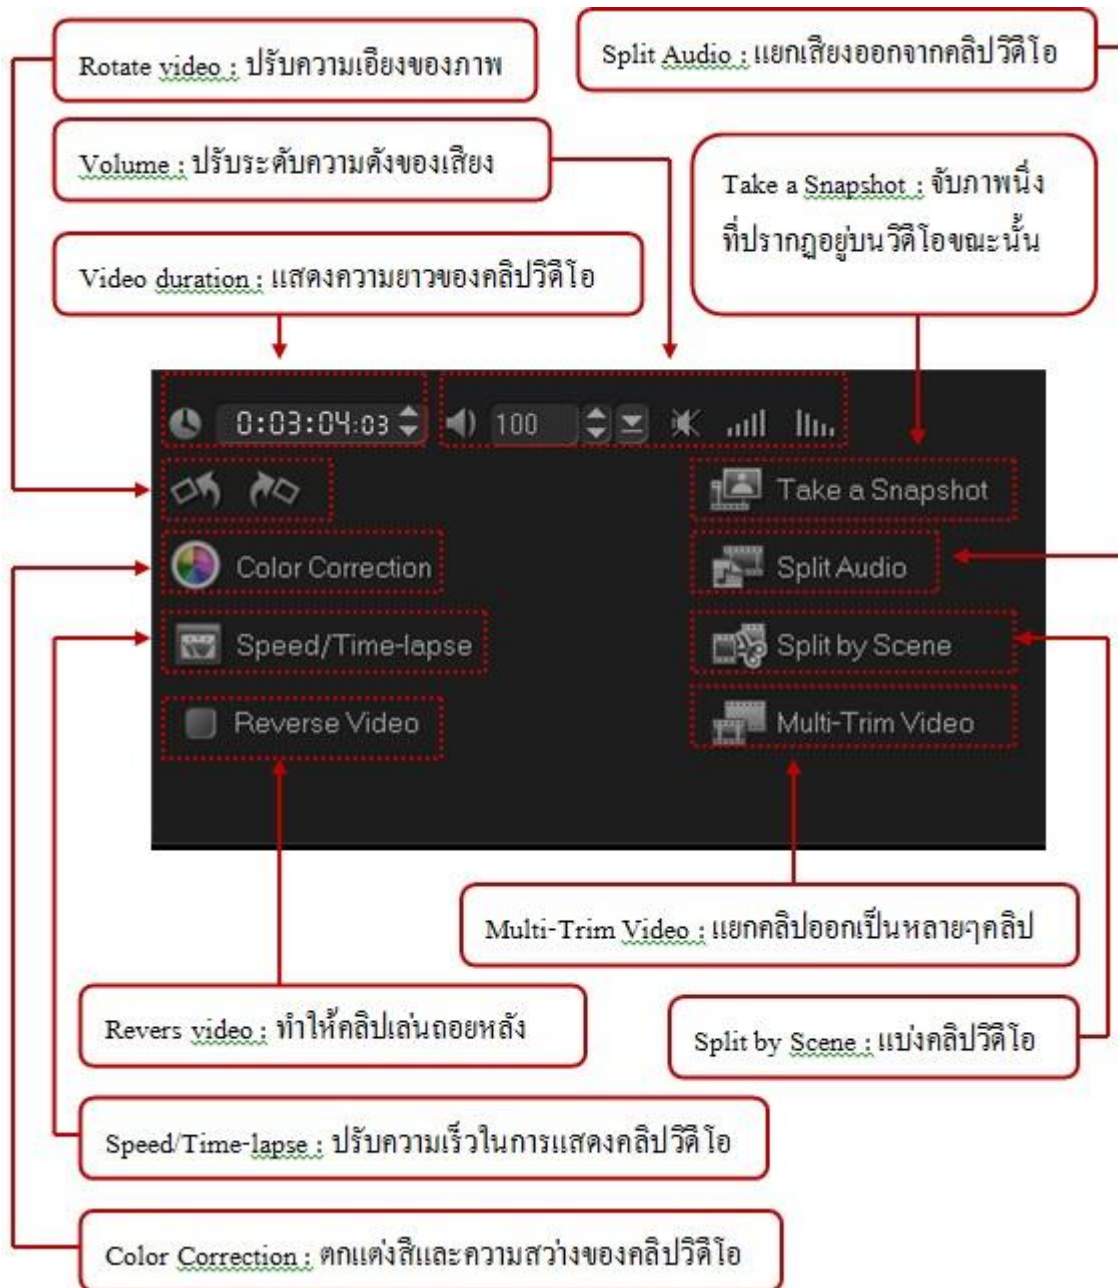 Rotate video : ปรับความเอียงของภาพ
Split Audio : แยกเสียงออกจากคลิปวิดีโอ
Volume : ปรับระดับความดังของเสียง
Take a Snapshot : จับภาพนิ่ง
ที่ปรากฏอยู่บนวิดีโอขณะนั้น
Video duration : แสดงความยาวของคลิปวิดีโอ
0:03:04:03
100
Take a Snapshot
Color Correction
Split Audio
Speed/Time-lapse
Split by Scene
Reverse Video
Multi-Trim Video
Multi-Trim Video : แยกคลิปออกเป็นหลายๆคลิป
Revers video : ทำให้คลิปเล่นถอยหลัง
Split by Scene : แบ่งคลิปวิดีโอ
Speed/Time-lapse : ปรับความเร็วในการแสดงคลิปวิดีโอ
Color Correction : ตกแต่งสีและความสว่างของคลิปวิดีโอ